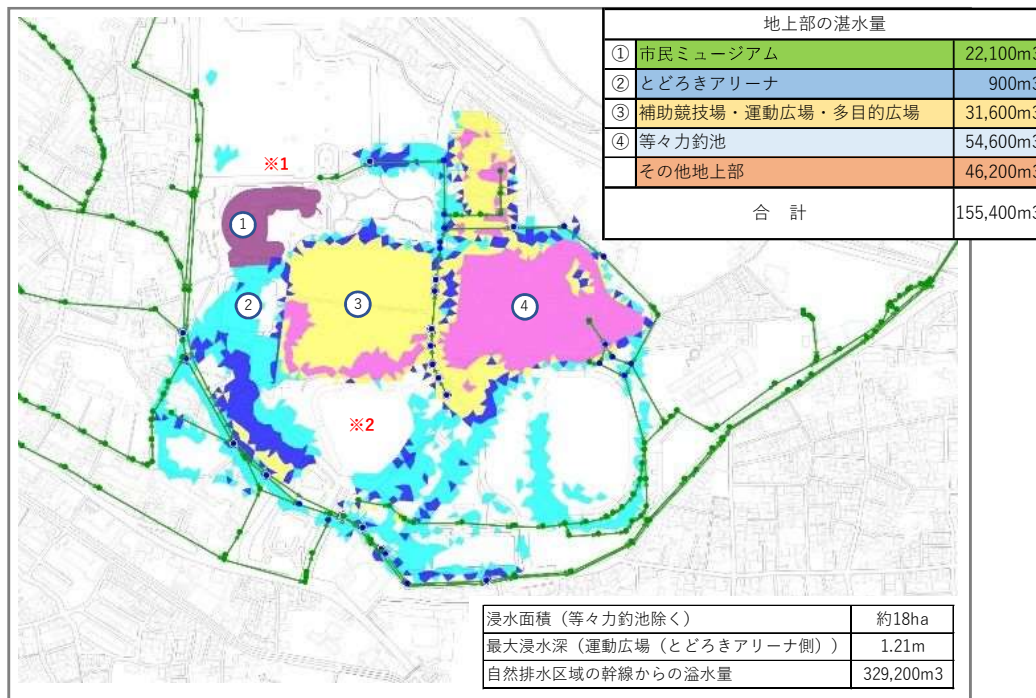 地上部の湛水量
① 市民ミュージアム 22,100m3
② とどろきアリーナ 900m3
③ 補助競技場・運動広場・多目的広場 31,600m3
④ 等々力釣池 54,600m3
その他地上部 46,200m3
合 計 155,400m3
※1
①
②
③
④
※2
浸水面積（等々力釣池除く） 約18ha
最大浸水深（運動広場（とどろきアリーナ側）） 1.21m
自然排水区域の幹線からの溢水量 329,200m3